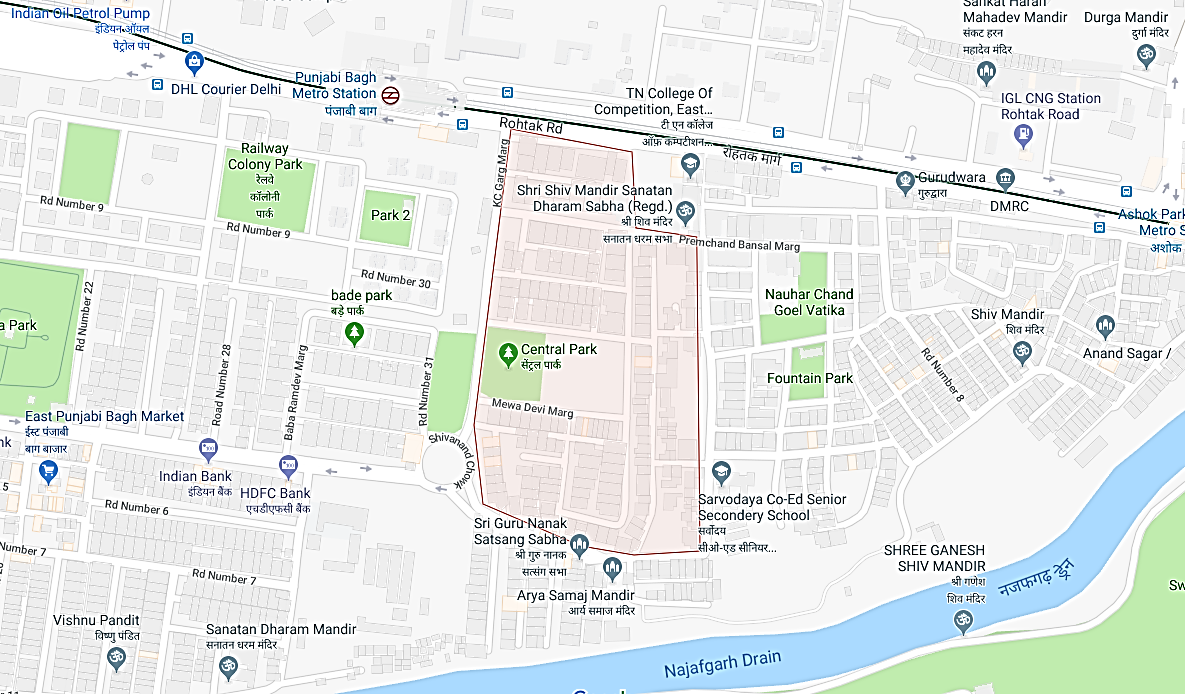 Indian Oil Petrol Pump
इंडियन ऑयल
पेट्रोल पंप
DHL Courier Delhi
Punjabi Bagh
Metro Station
पंजाबी बाग
Rohtak Rd
TN College Of
Competition, East...
टी एन कॉलेज
ऑफ़ कम्पटीशन...
Mahadev Mandir
संकट हरन
महादेव मंदिर
Durga Mandir
दुर्गा मंदिर
IGL CNG Station
Rohtak Road
रोहतक मार्ग
Gurudwara
गुरुद्वारा
DMRC
Metro S
अशोक
Railway
Colony Park
रेलवे
कॉलोनी
पार्क
Park 2
Rd Number 9
Rd Number 9
KC Garg Marg
Shri Shiv Mandir Sanatan
Dharam Sabha (Regd.)
श्री शिव मंदिर
सनातन धरम सभा
Premchand Bansal Marg
Rd Number 30
bade park
बड़े पार्क
Rd Number 22
a Park
Nauhar Chand
Goel Vatika
Shiv Mandir
शिव मंदिर
Anand Sagar /
Central Park
सेंट्रल पार्क
Fountain Park
Rd Number 8
Road Number 28
Baba Ramdev Marg
Rd Number 31
Mewa Devi Marg
East Punjabi Bagh Market
ईस्ट पंजाबी
बाग बाजार
nk
Shivanand Chowk
Indian Bank
इंडियन बैंक
HDFC Bank
एचडीएफसी बैंक
5
Rd Number 6
Sarvodaya Co-Ed Senior
Secondery School
सर्वोदय
सीओ-एड सीनियर...
Sri Guru Nanak
Satsang Sabha
श्री गुरु नानक
सत्संग सभा
Number 7
Rd Number 7
Arya Samaj Mandir
आर्य समाज मंदिर
SHREE GANESH
SHIV MANDIR
श्री गणेश
शिव मंदिर
नजफगढ़ ड्रेन
Sw
Vishnu Pandit
विष्णु पंडित
Sanatan Dharam Mandir
सनातन धरम मंदिर
Najafgarh Drain